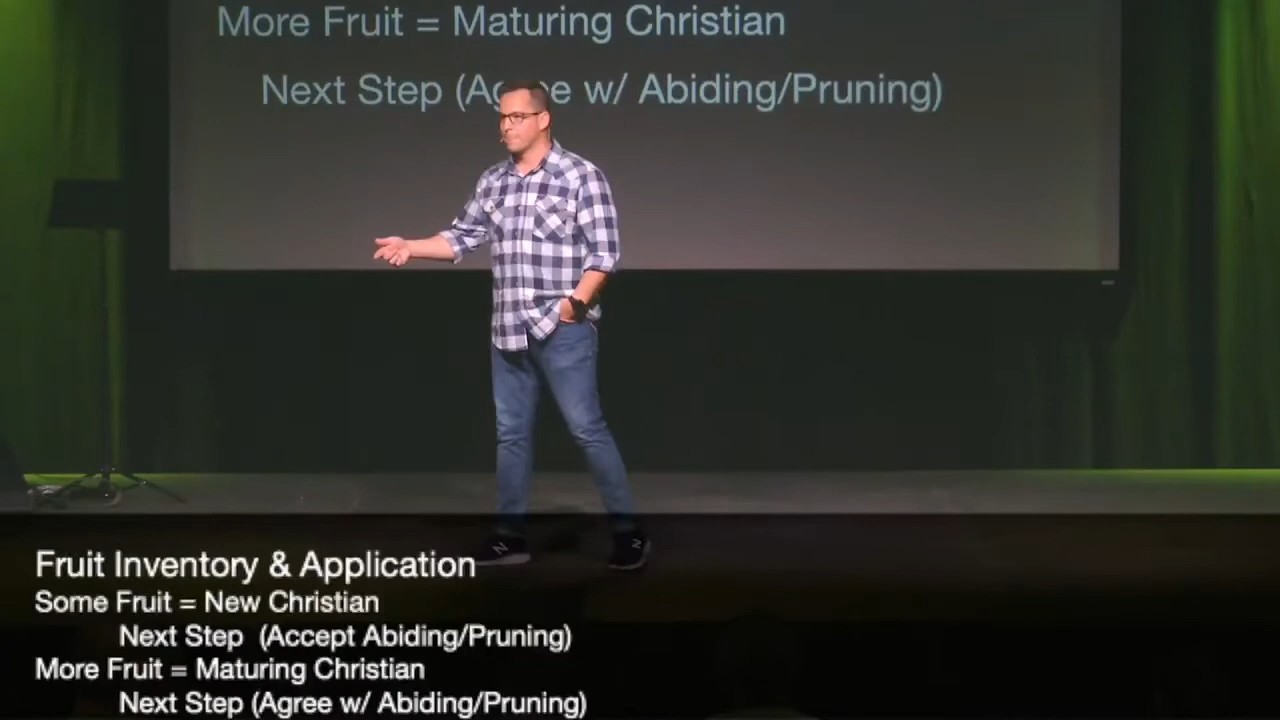 More Fruit = Maturing Christian
Next Step (Agree w/ Abiding/Pruning)
Fruit Inventory & Application
Some Fruit = New Christian
Next Step (Accept Abiding/Pruning)
More Fruit = Maturing Christian
Next Step (Agree w/ Abiding/Pruning)